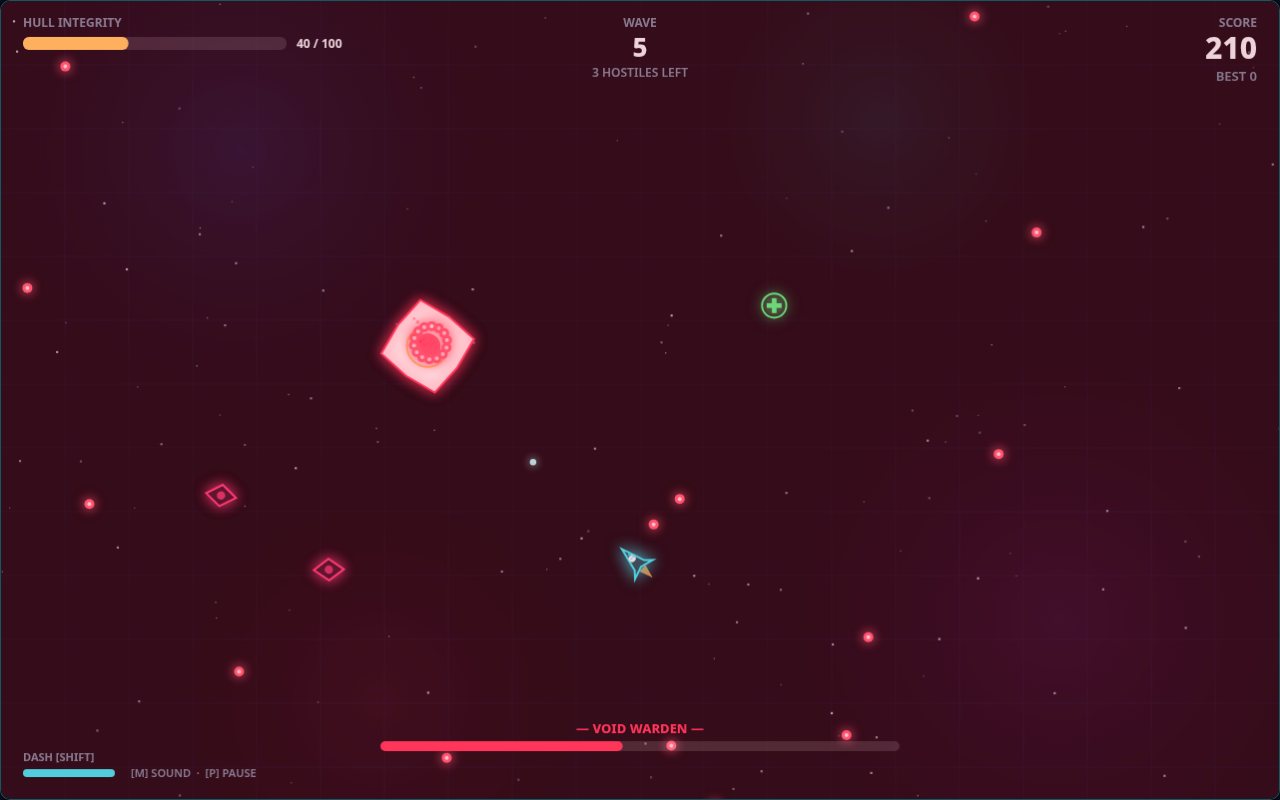 HULL INTEGRITY
40 / 100
WAVE
5
3 HOSTILES LEFT
SCORE
210
BEST 0
— VOID WARDEN —
DASH [SHIFT]
[M] SOUND · [P] PAUSE